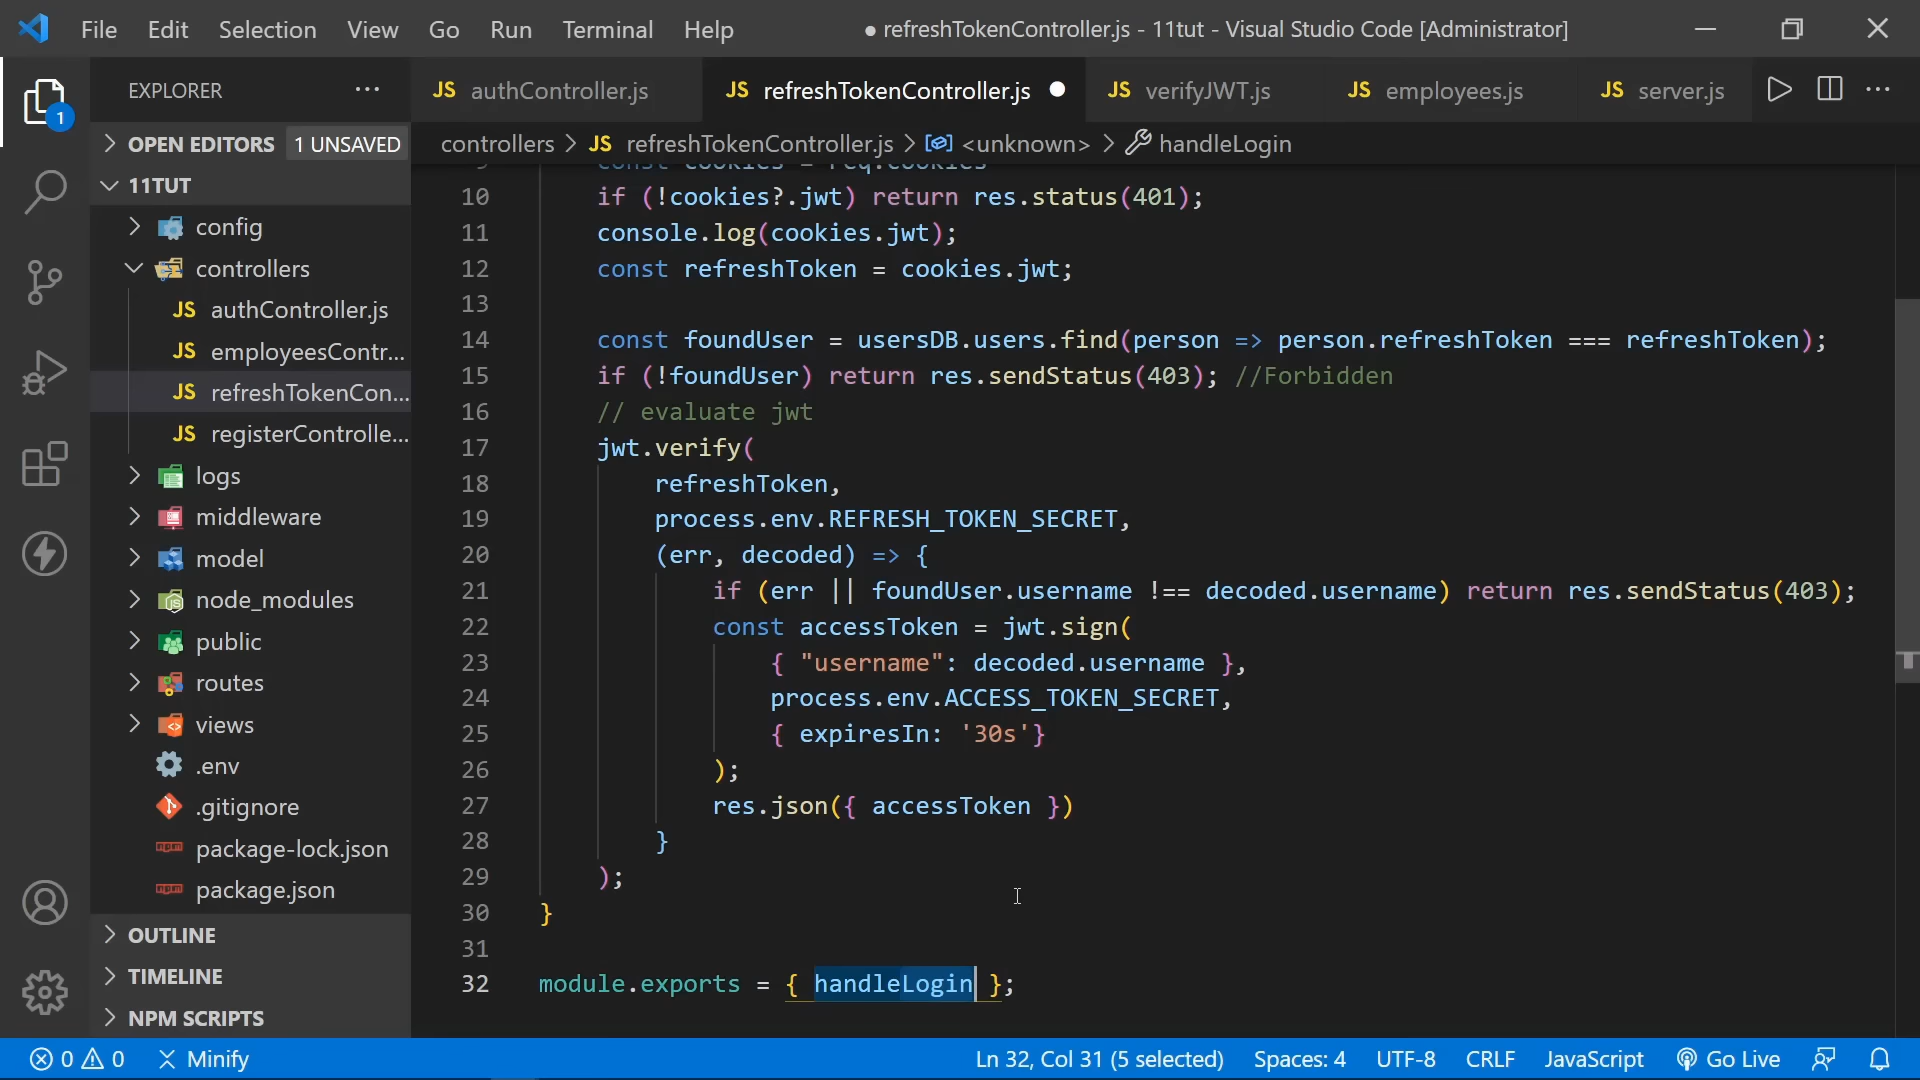 File Edit Selection View Go Run Terminal Help
● refreshTokenController.js - 11tut - Visual Studio Code [Administrator]
EXPLORER
JS authController.js
JS refreshTokenController.js
JS verifyJWT.js
JS employees.js
JS server.js
1
OPEN EDITORS 1 UNSAVED
controllers > JS refreshTokenController.js > <unknown> > handleLogin
11TUT
config
controllers
JS authController.js
JS employeesContr...
JS refreshTokenCon...
JS registerControlle...
logs
middleware
model
node_modules
public
routes
views
.env
.gitignore
package-lock.json
package.json
OUTLINE
TIMELINE
NPM SCRIPTS
9 const cookies = req.cookies
10 if (!cookies?.jwt) return res.status(401);
11 console.log(cookies.jwt);
12 const refreshToken = cookies.jwt;
13
14 const foundUser = usersDB.users.find(person => person.refreshToken === refreshToken);
15 if (!foundUser) return res.sendStatus(403); //Forbidden
16 // evaluate jwt
17 jwt.verify(
18 refreshToken,
19 process.env.REFRESH_TOKEN_SECRET,
20 (err, decoded) => {
21 if (err || foundUser.username !== decoded.username) return res.sendStatus(403);
22 const accessToken = jwt.sign(
23 { "username": decoded.username },
24 process.env.ACCESS_TOKEN_SECRET,
25 { expiresIn: '30s'}
26 );
27 res.json({ accessToken })
28 }
29 );
30 }
31
32 module.exports = { handleLogin };
0 0 Minify
Ln 32, Col 31 (5 selected) Spaces: 4 UTF-8 CRLF JavaScript Go Live